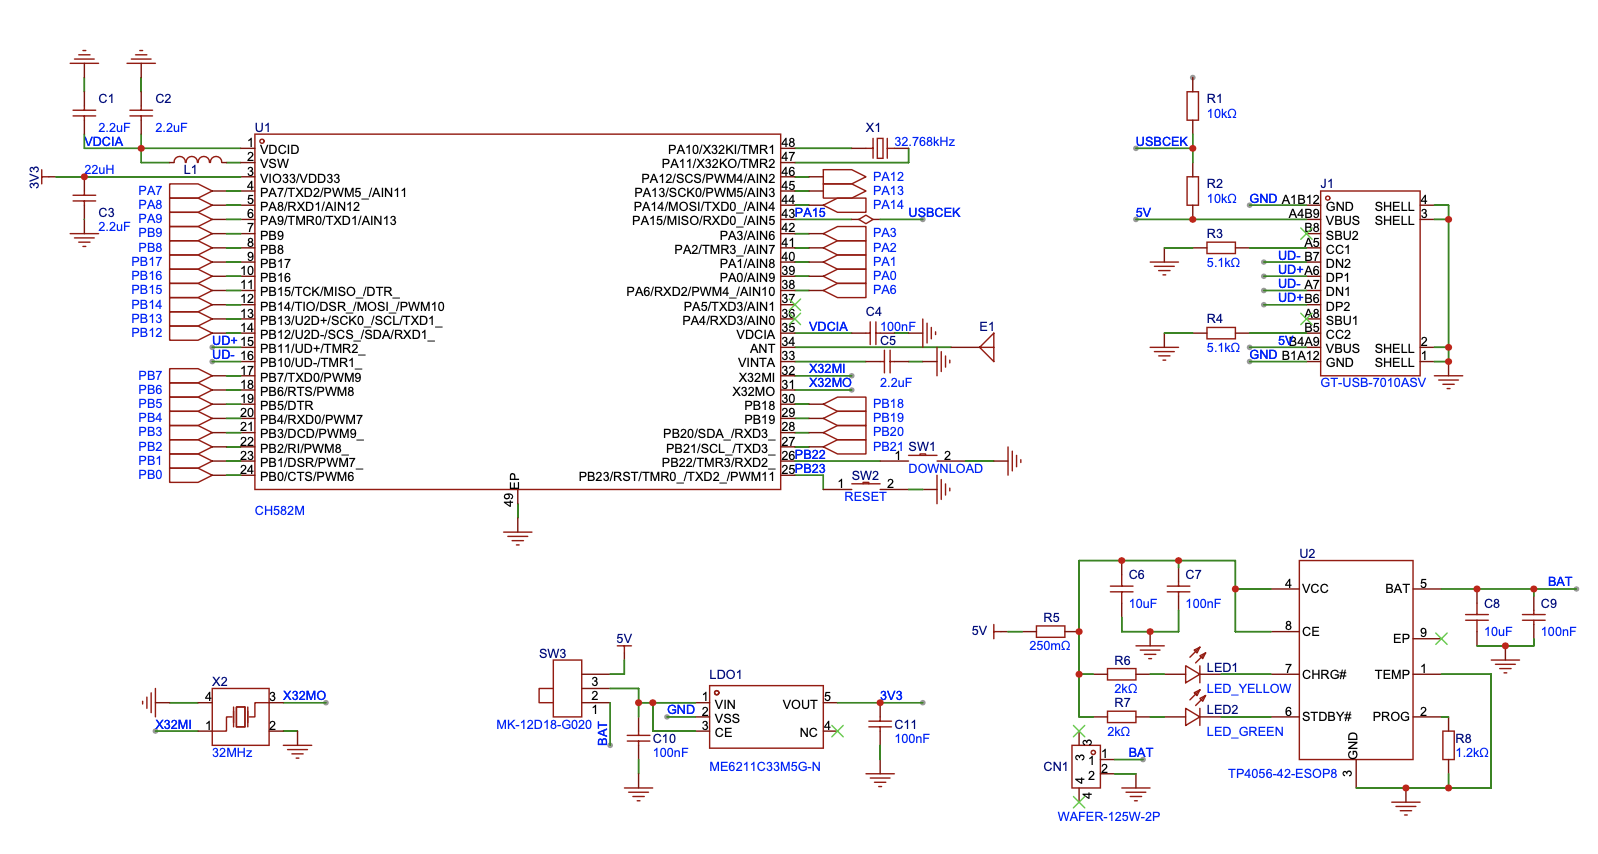 C1
2.2uF
C2
2.2uF
VDCIA
L1
22uH
3V3
C3
2.2uF
U1
CH582M
1 VDCID
2 VSW
3 VIO33/VDD33
PA7 4 PA7/TXD2/PWM5_/AIN11
PA8 5 PA8/RXD1/AIN12
PA9 6 PA9/TMR0/TXD1/AIN13
PB9 7 PB9
PB8 8 PB8
PB17 9 PB17
PB16 10 PB16
PB15 11 PB15/TCK/MISO_/DTR_
PB14 12 PB14/TIO/DSR_/MOSI_/PWM10
PB13 13 PB13/U2D+/SCK0_/SCL/TXD1_
PB12 14 PB12/U2D-/SCS_/SDA/RXD1_
UD+ 15 PB11/UD+/TMR2_
UD- 16 PB10/UD-/TMR1_
PB7 17 PB7/TXD0/PWM9
PB6 18 PB6/RTS/PWM8
PB5 19 PB5/DTR
PB4 20 PB4/RXD0/PWM7
PB3 21 PB3/DCD/PWM9_
PB2 22 PB2/RI/PWM8_
PB1 23 PB1/DSR/PWM7_
PB0 24 PB0/CTS/PWM6
49 EP
PA10/X32KI/TMR1 48
PA11/X32KO/TMR2 47
PA12/SCS/PWM4/AIN2 46 PA12
PA13/SCK0/PWM5/AIN3 45 PA13
PA14/MOSI/TXD0_/AIN4 44 PA14
PA15/MISO/RXD0_/AIN5 43 PA15 USBCEK
PA3/AIN6 42 PA3
PA2/TMR3_/AIN7 41 PA2
PA1/AIN8 40 PA1
PA0/AIN9 39 PA0
PA6/RXD2/PWM4_/AIN10 38 PA6
PA5/TXD3/AIN1 37
PA4/RXD3/AIN0 36
VDCIA 35 VDCIA
ANT 34
VINTA 33
X32MI 32 X32MI
X32MO 31 X32MO
PB18 30 PB18
PB19 29 PB19
PB20/SDA_/RXD3_ 28 PB20
PB21/SCL_/TXD3_ 27 PB21
PB22/TMR3/RXD2_ 26 PB22
PB23/RST/TMR0_/TXD2_/PWM11 25 PB23
X1
32.768kHz
C4
100nF
C5
2.2uF
E1
SW1
1 2
DOWNLOAD
SW2
1 2
RESET
R1
10kΩ
USBCEK
R2
10kΩ
5V
R3
5.1kΩ
R4
5.1kΩ
J1
GND A1B12 GND
A4B9 VBUS
B8 SBU2
A5 CC1
UD- B7 DN2
UD+ A6 DP1
UD- A7 DN1
UD+ B6 DP2
A8 SBU1
B5 CC2
5V B4A9 VBUS
GND B1A12 GND
SHELL 4
SHELL 3
SHELL 2
SHELL 1
GT-USB-7010ASV
X2
4 3 X32MO
X32MI 1 2
32MHz
SW3
5V
3
2
1
MK-12D18-G020
BAT
C10
100nF
LDO1
1 VIN
GND 2 VSS
3 CE
VOUT 5 3V3
NC 4
ME6211C33M5G-N
C11
100nF
5V
R5
250mΩ
C6
10uF
C7
100nF
R6
2kΩ
LED1
LED_YELLOW
R7
2kΩ
LED2
LED_GREEN
CN1
3 3
1 1 BAT
2 2
4 4
WAFER-125W-2P
U2
4 VCC
8 CE
7 CHRG#
6 STDBY#
GND 3
BAT 5
EP 9
TEMP 1
PROG 2
TP4056-42-ESOP8
BAT
C8
10uF
C9
100nF
R8
1.2kΩ